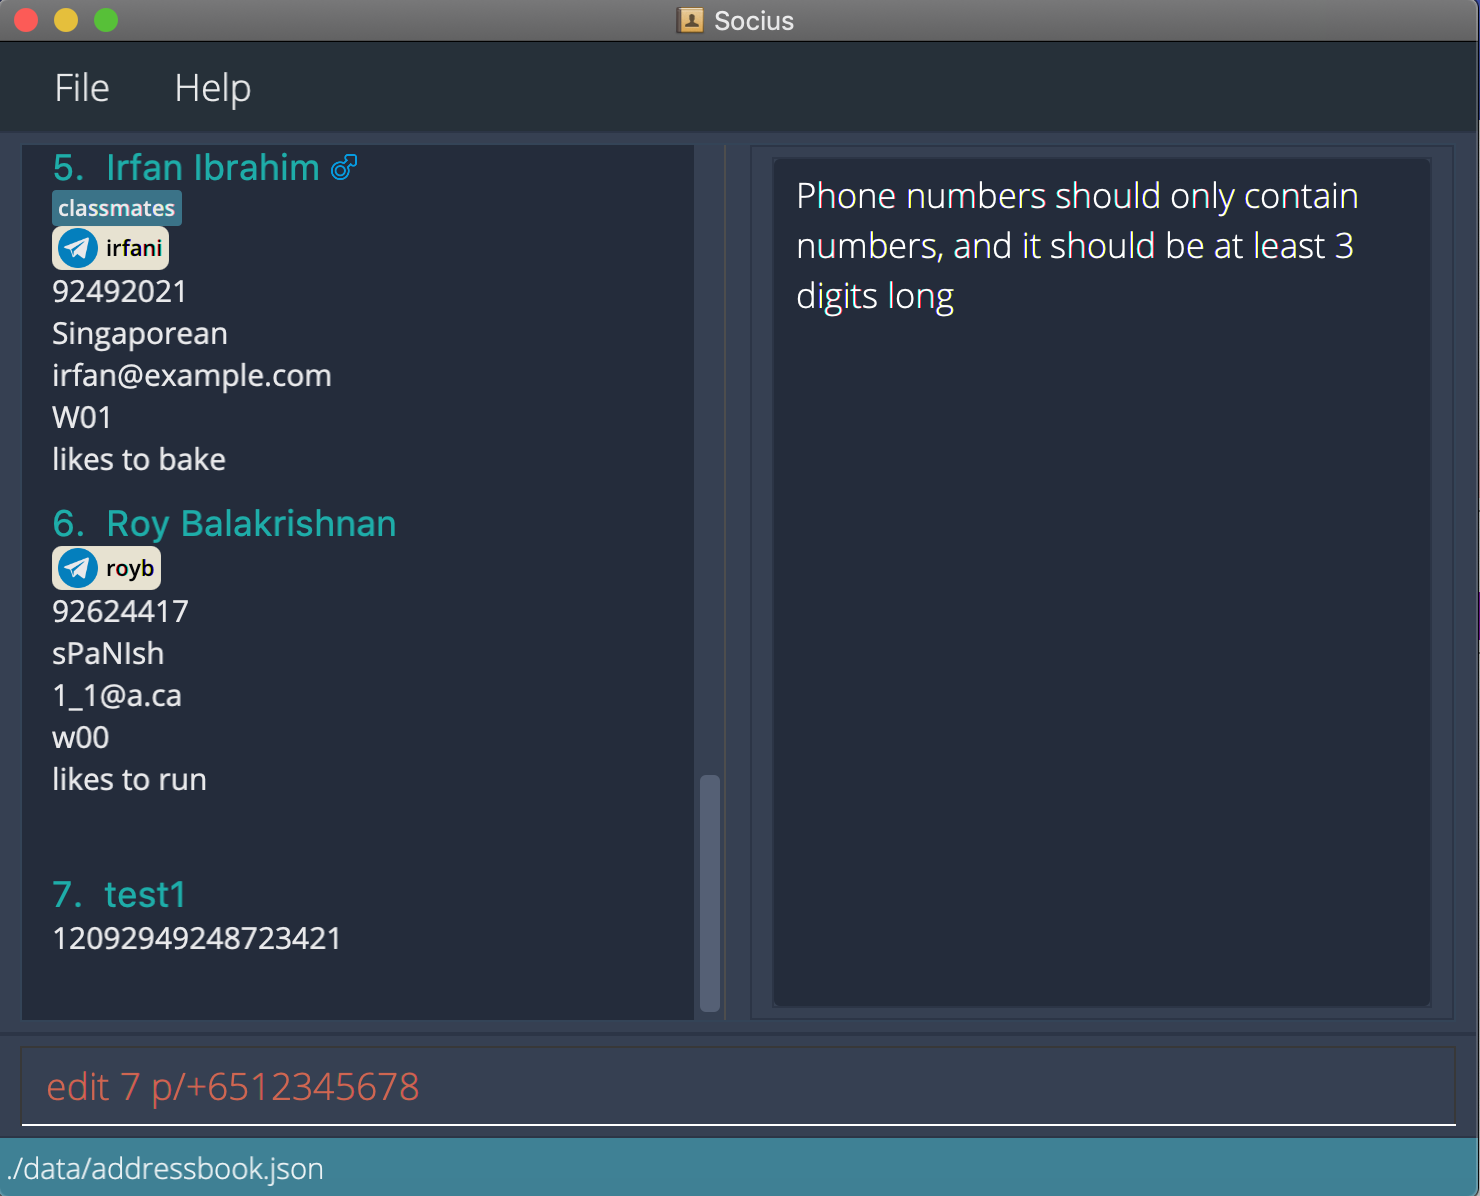 Socius
File Help
5. Irfan Ibrahim
classmates
irfani
92492021
Singaporean
irfan@example.com
W01
likes to bake
6. Roy Balakrishnan
royb
92624417
sPaNIsh
1_1@a.ca
w00
likes to run
7. test1
12092949248723421
Phone numbers should only contain
numbers, and it should be at least 3
digits long
edit 7 p/+6512345678
./data/addressbook.json